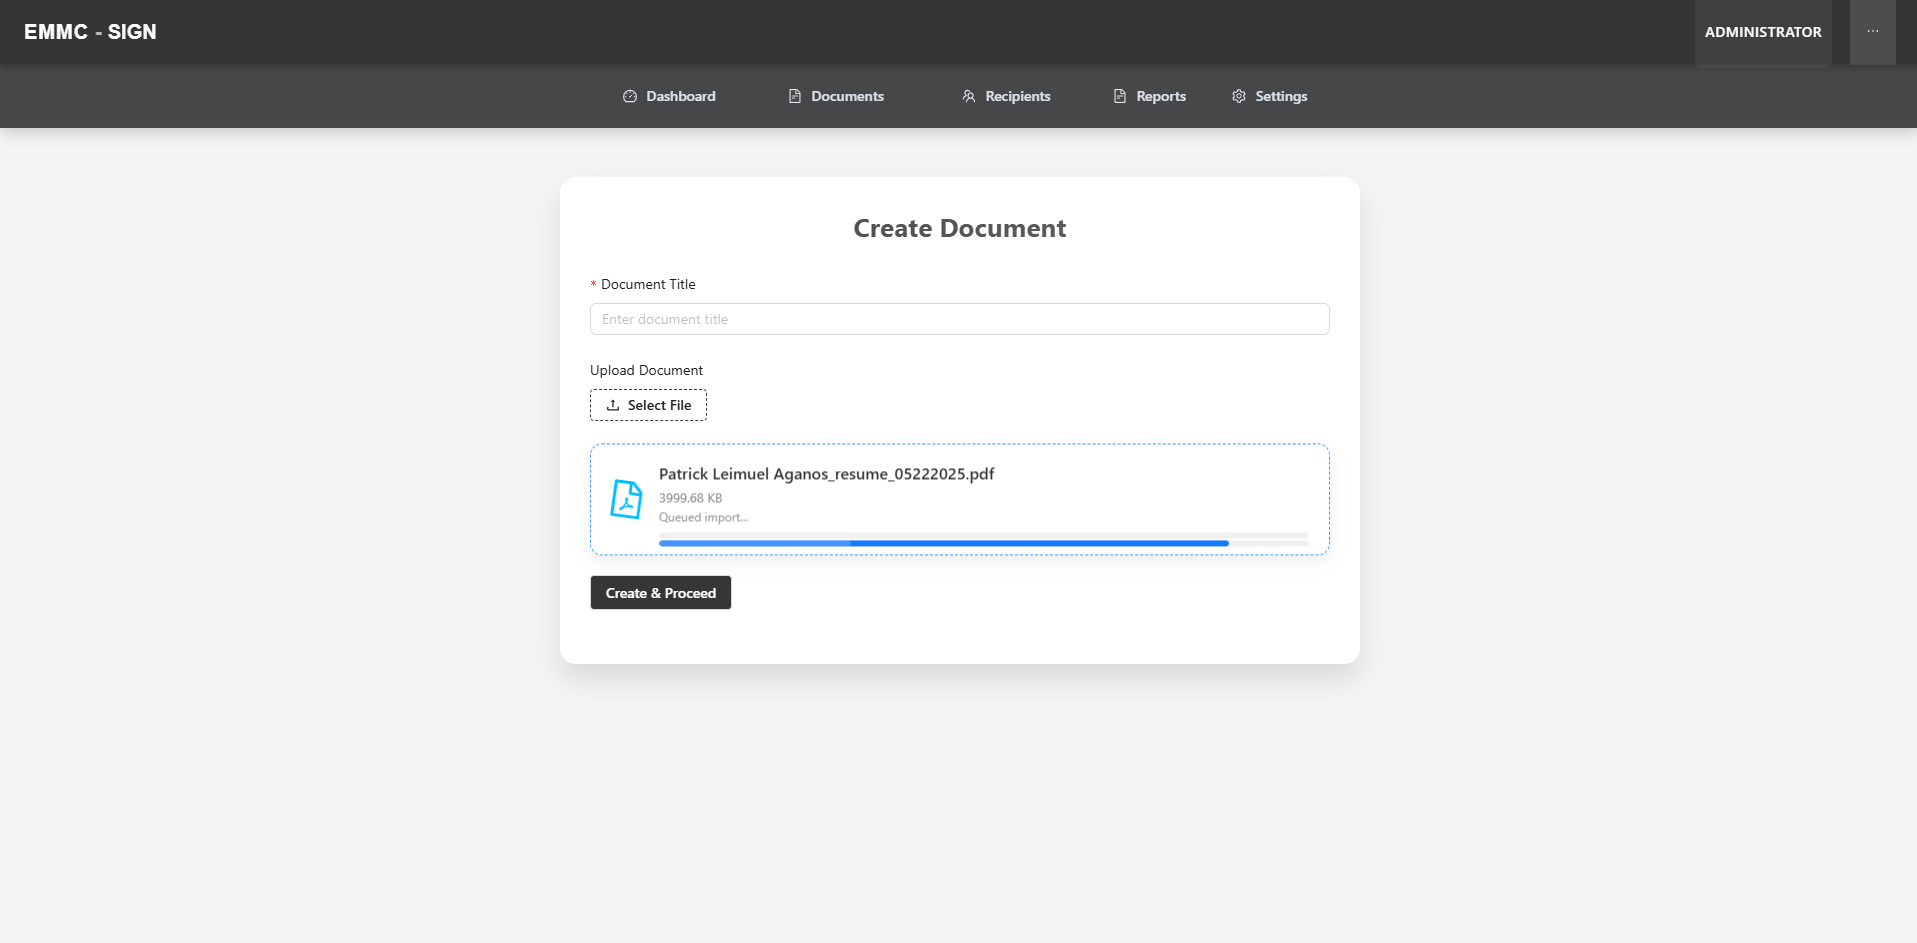 EMMC - SIGN
ADMINISTRATOR
...
Dashboard
Documents
Recipients
Reports
Settings
Create Document
* Document Title
Enter document title
Upload Document
Select File
Patrick Leimuel Aganos_resume_05222025.pdf
3999.68 KB
Queued import...
Create & Proceed